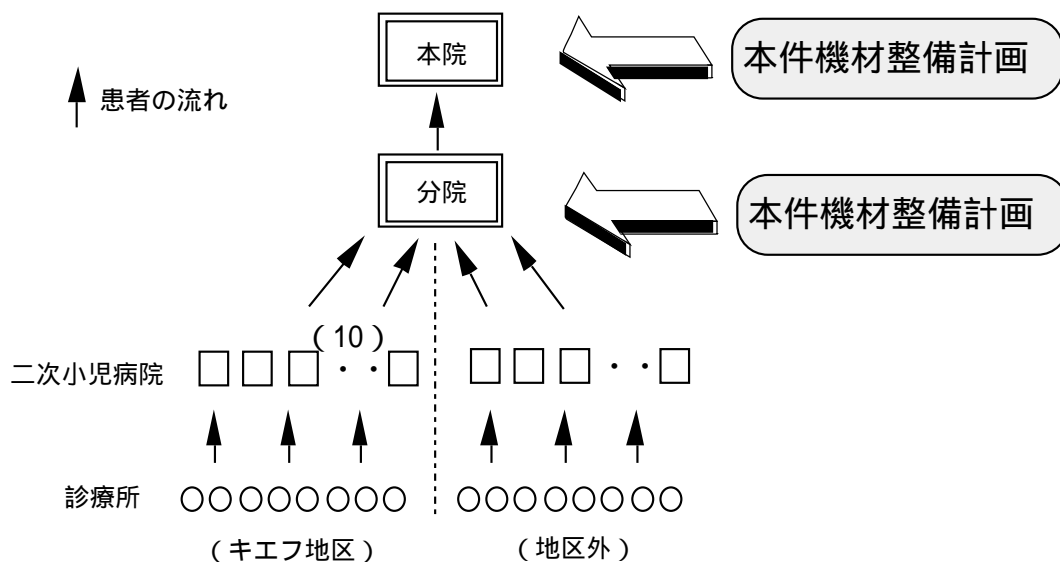 本院
本件機材整備計画
患者の流れ
分院
本件機材整備計画
(10)
二次小児病院
・・
・・
診療所
(キエフ地区)
(地区外)